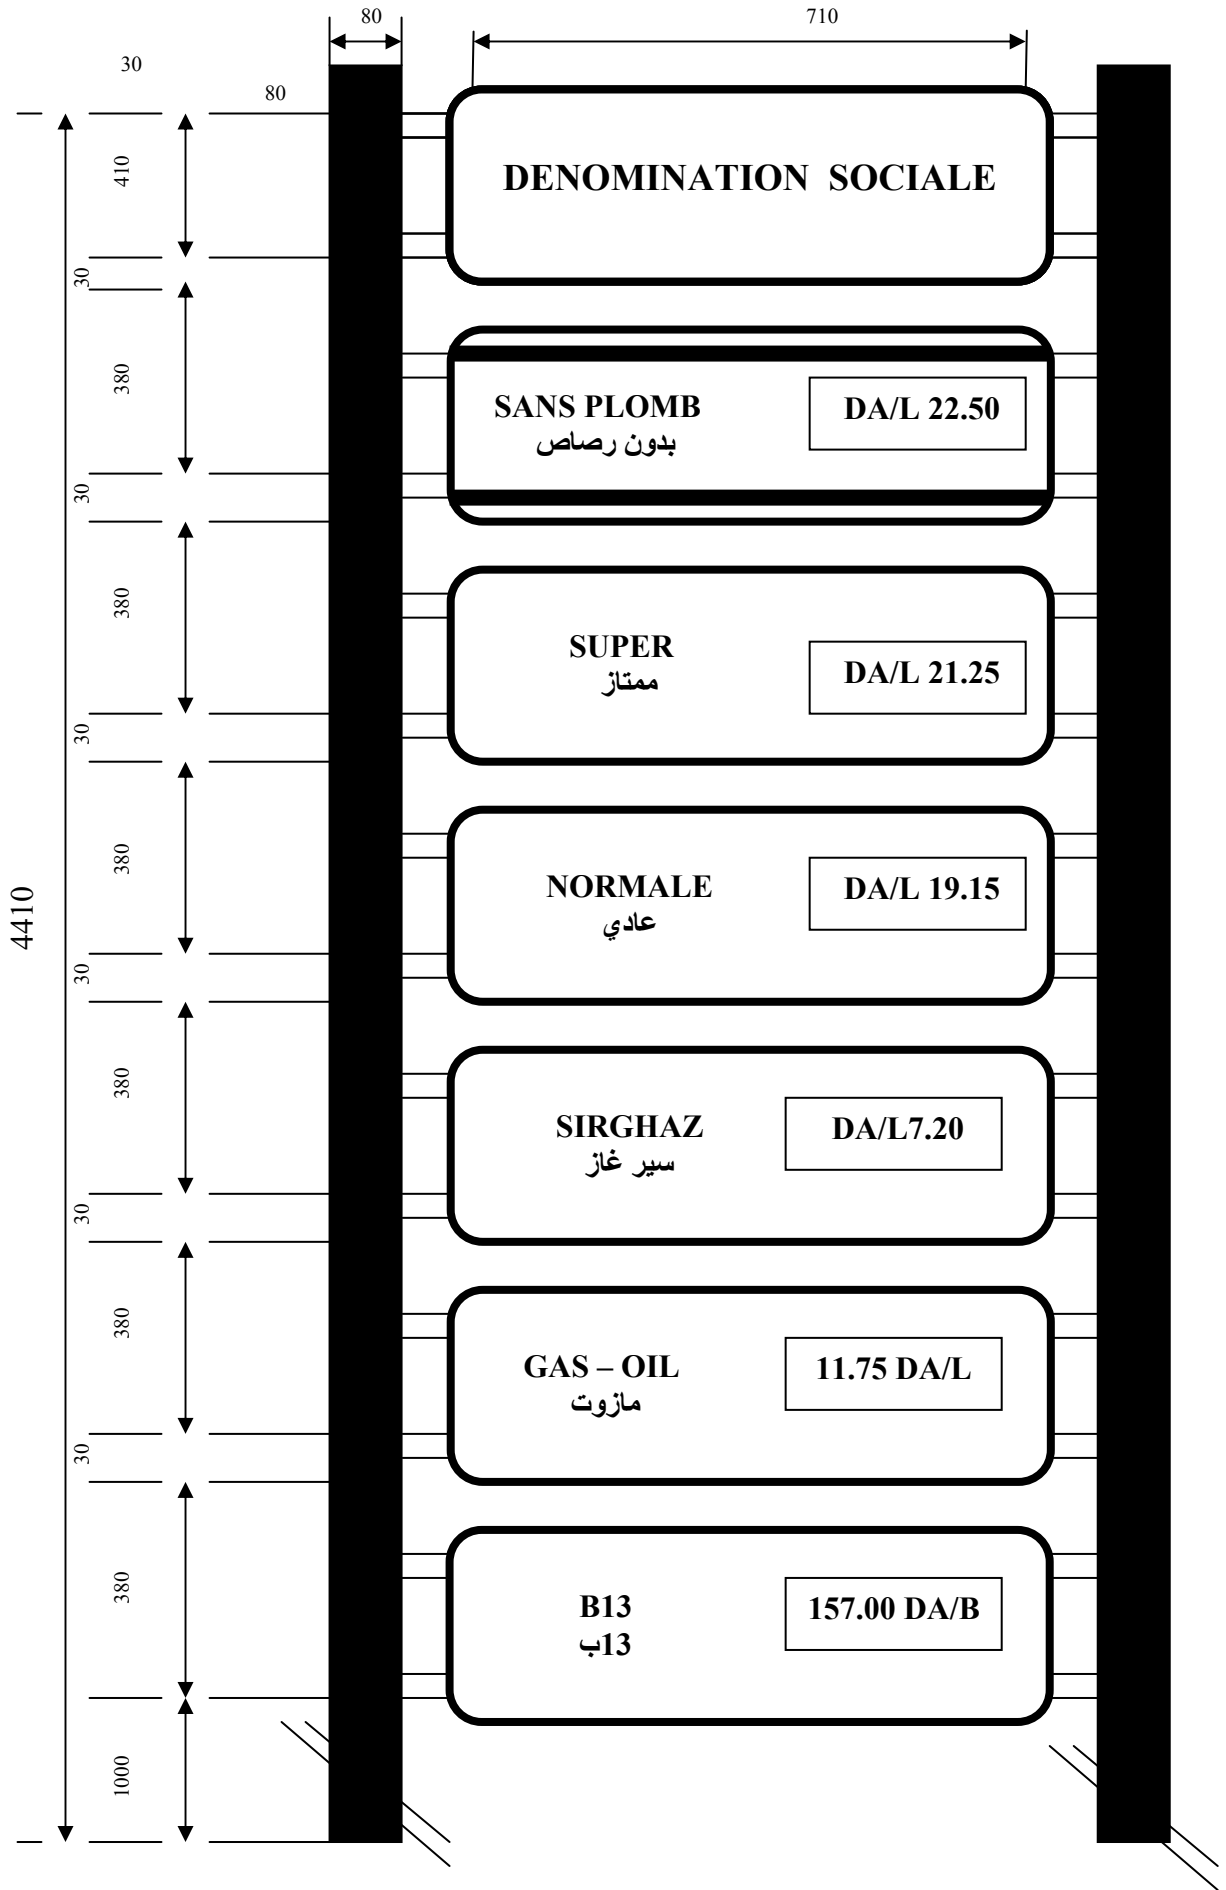 80
710
30
80
410
DENOMINATION SOCIALE
30
380
SANS PLOMB
بدون رصاص
DA/L 22.50
30
380
SUPER
ممتاز
DA/L 21.25
30
380
NORMALE
عادي
DA/L 19.15
4410
30
380
SIRGHAZ
سير غاز
DA/L7.20
30
380
GAS – OIL
مازوت
11.75 DA/L
30
380
B13
ب13
157.00 DA/B
1000